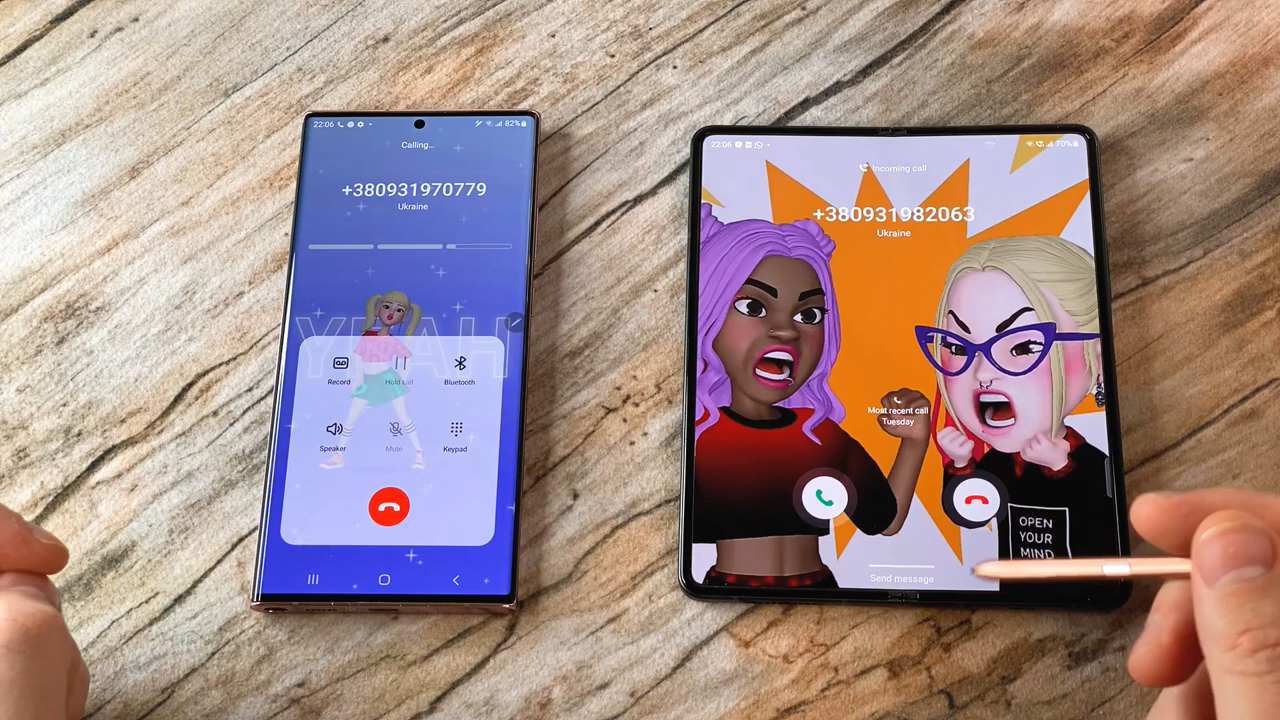 22:06
82%
Calling...
+380931970779
Ukraine
YEAH
Record
Hold call
Bluetooth
Speaker
Mute
Keypad
22:06
70%
Incoming call
+380931982063
Ukraine
Most recent call
Tuesday
OPEN
YOUR
MIND
Send message